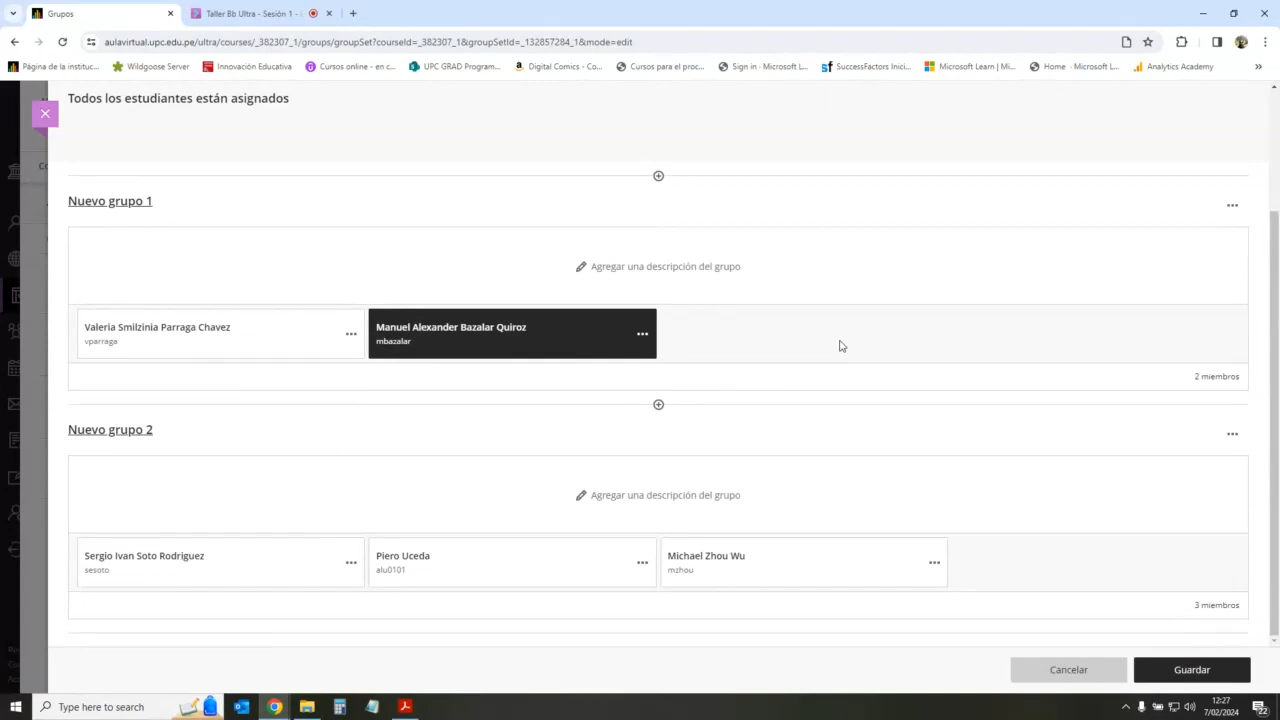 Grupos
Taller Bb Ultra - Sesión 1 -
aulavirtual.upc.edu.pe/ultra/courses/_382307_1/groups/groupSet?courseId=_382307_1&groupSetId=_132857284_1&mode=edit
Página de la instituc... Wildgoose Server Innovación Educativa Cursos online - en c... UPC GRAD Program... Digital Comics - Co... Cursos para el proc... Sign in · Microsoft L... SuccessFactors Inici... Microsoft Learn | Mi... Home · Microsoft L... Analytics Academy
Todos los estudiantes están asignados
Nuevo grupo 1
Agregar una descripción del grupo
Valeria Smilzinia Parraga Chavez
vparraga
Manuel Alexander Bazalar Quiroz
mbazalar
2 miembros
Nuevo grupo 2
Agregar una descripción del grupo
Sergio Ivan Soto Rodriguez
sesoto
Piero Uceda
alu0101
Michael Zhou Wu
mzhou
3 miembros
Cancelar
Guardar
Type here to search
12:27
7/02/2024
22